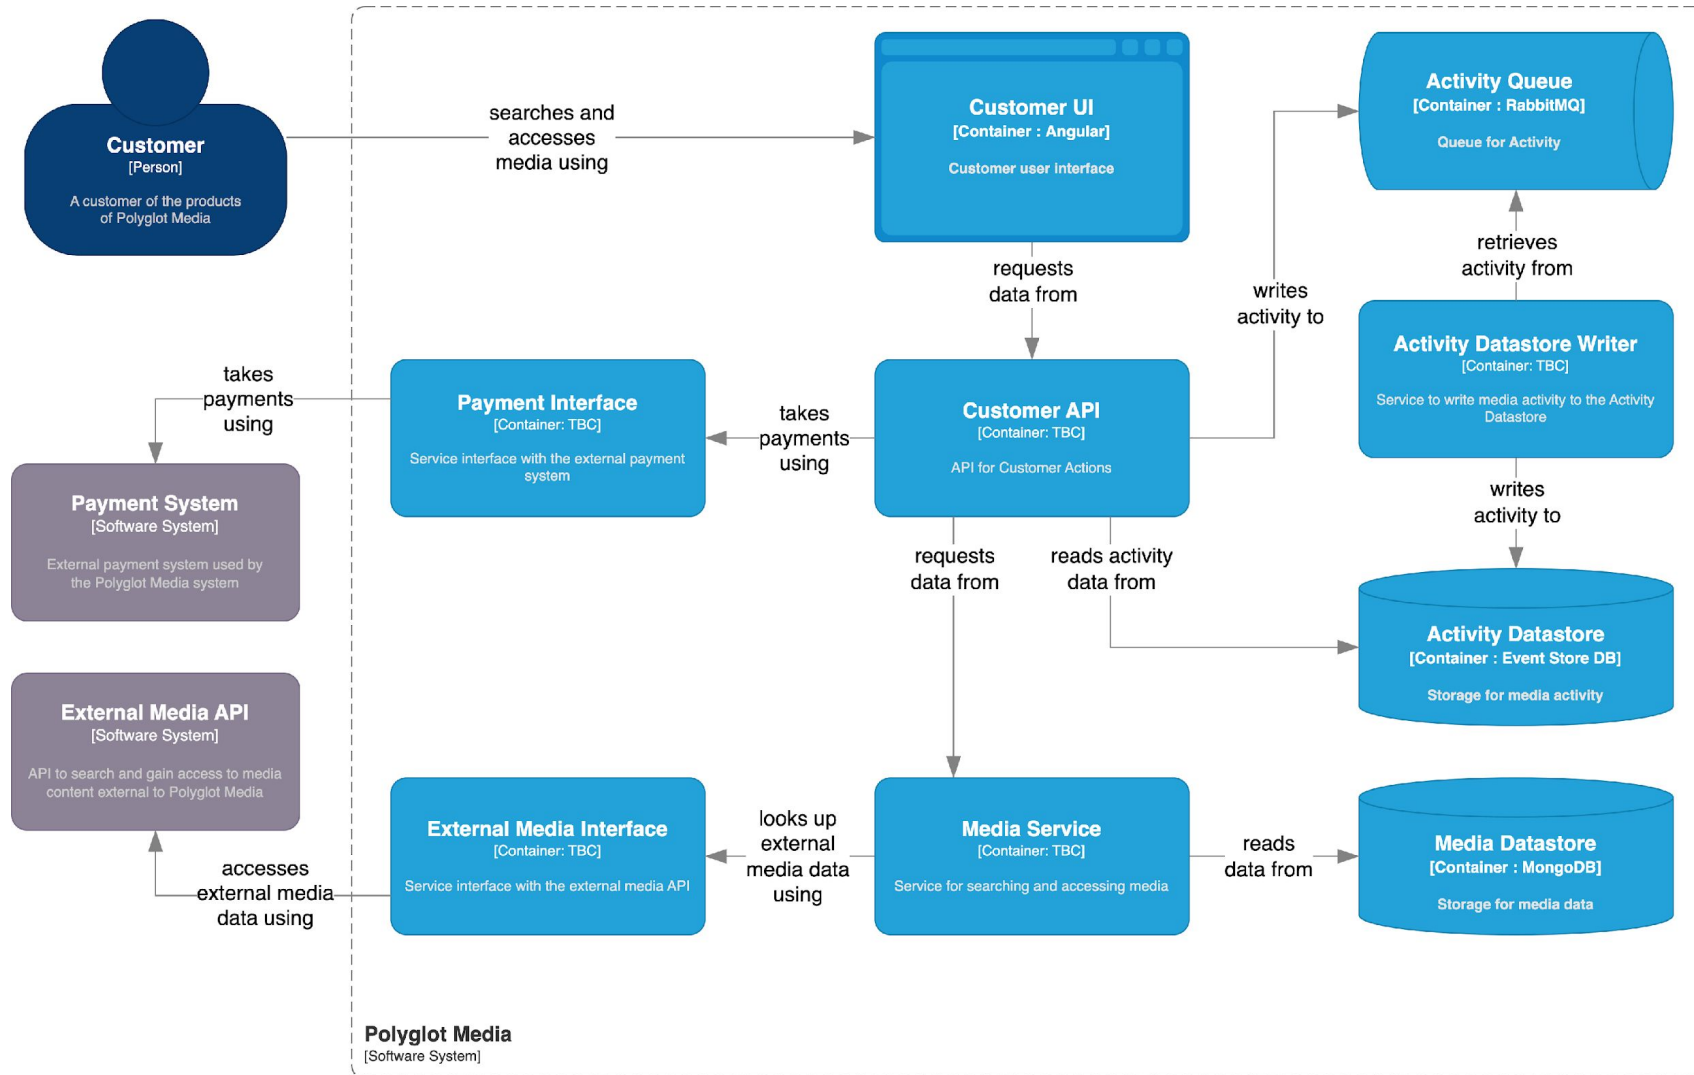 Customer
[Person]
A customer of the products
of Polyglot Media
searches and
accesses
media using
Customer UI
[Container : Angular]
Customer user interface
Activity Queue
[Container : RabbitMQ]
Queue for Activity
requests
data from
writes
activity to
retrieves
activity from
takes
payments
using
Payment Interface
[Container: TBC]
Service interface with the external payment
system
takes
payments
using
Customer API
[Container: TBC]
API for Customer Actions
Activity Datastore Writer
[Container: TBC]
Service to write media activity to the Activity
Datastore
Payment System
[Software System]
External payment system used by
the Polyglot Media system
requests
data from
reads activity
data from
writes
activity to
Activity Datastore
[Container : Event Store DB]
Storage for media activity
External Media API
[Software System]
API to search and gain access to media
content external to Polyglot Media
accesses
external media
data using
External Media Interface
[Container: TBC]
Service interface with the external media API
looks up
external
media data
using
Media Service
[Container: TBC]
Service for searching and accessing media
reads
data from
Media Datastore
[Container : MongoDB]
Storage for media data
Polyglot Media
[Software System]